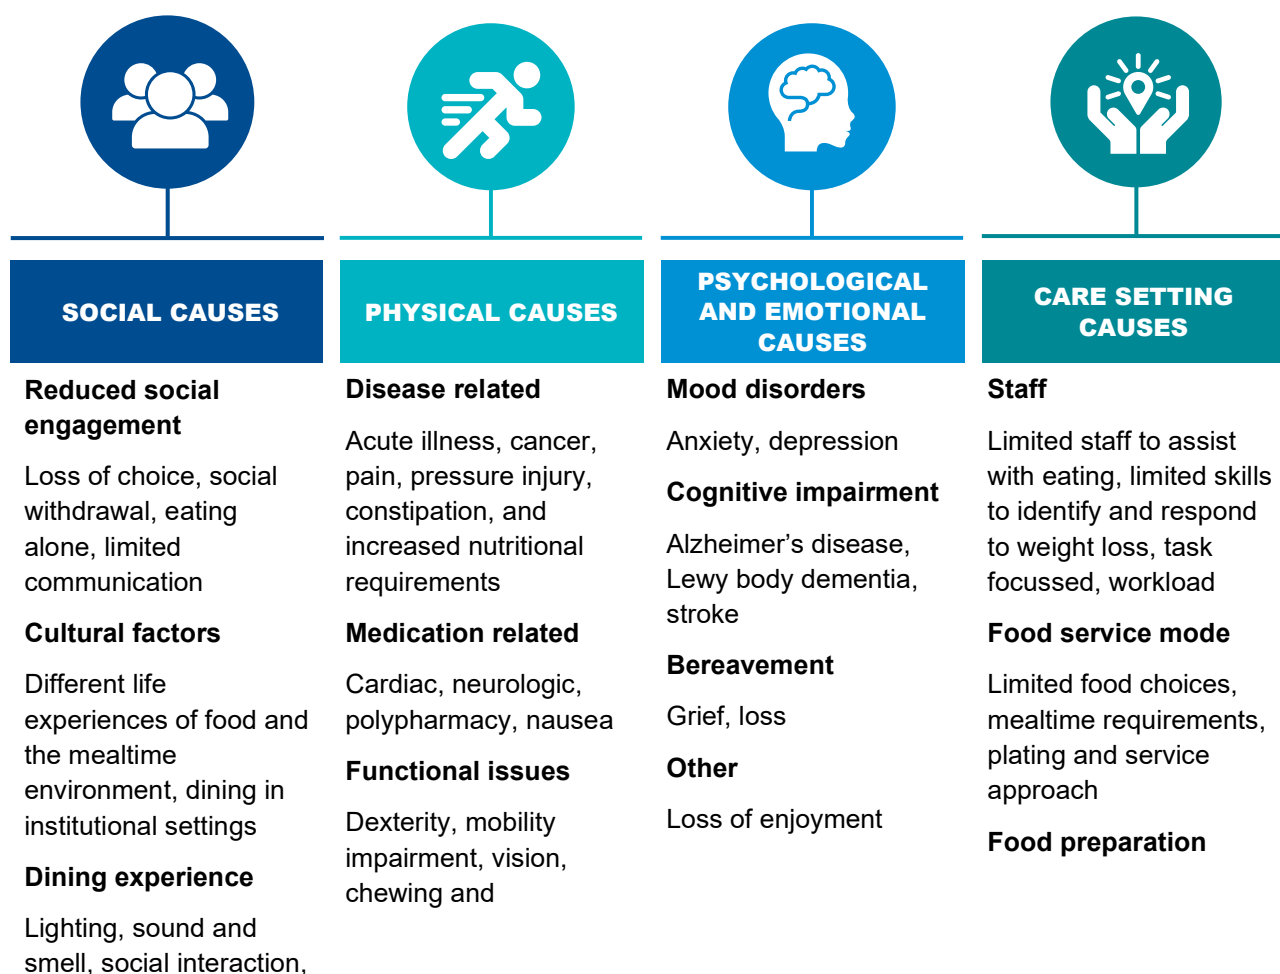 SOCIAL CAUSES
Reduced social
engagement
Loss of choice, social
withdrawal, eating
alone, limited
communication
Cultural factors
Different life
experiences of food and
the mealtime
environment, dining in
institutional settings
Dining experience
Lighting, sound and
smell, social interaction,
PHYSICAL CAUSES
Disease related
Acute illness, cancer,
pain, pressure injury,
constipation, and
increased nutritional
requirements
Medication related
Cardiac, neurologic,
polypharmacy, nausea
Functional issues
Dexterity, mobility
impairment, vision,
chewing and
PSYCHOLOGICAL
AND EMOTIONAL
CAUSES
Mood disorders
Anxiety, depression
Cognitive impairment
Alzheimer’s disease,
Lewy body dementia,
stroke
Bereavement
Grief, loss
Other
Loss of enjoyment
CARE SETTING
CAUSES
Staff
Limited staff to assist
with eating, limited skills
to identify and respond
to weight loss, task
focussed, workload
Food service mode
Limited food choices,
mealtime requirements,
plating and service
approach
Food preparation